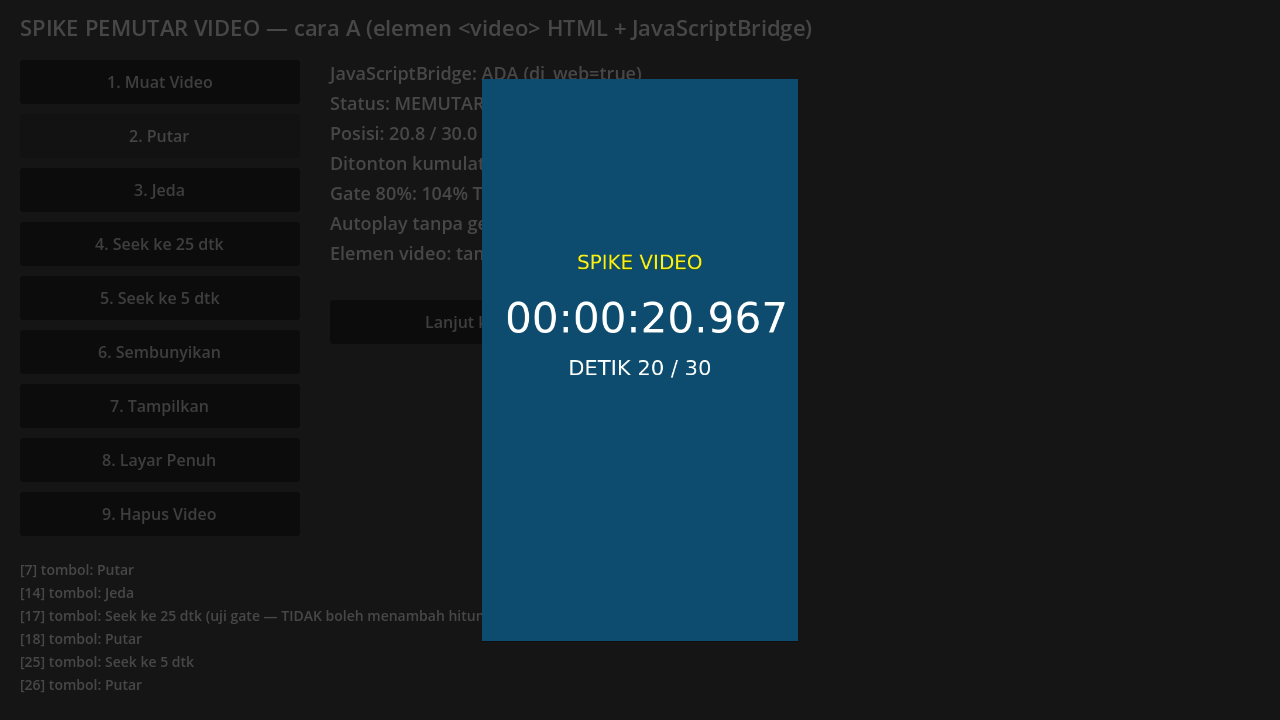 SPIKE PEMUTAR VIDEO — cara A (elemen <video> HTML + JavaScriptBridge)
1. Muat Video
2. Putar
3. Jeda
4. Seek ke 25 dtk
5. Seek ke 5 dtk
6. Sembunyikan
7. Tampilkan
8. Layar Penuh
9. Hapus Video
JavaScriptBridge: ADA (di_web=true)
Status: MEMUTAR
Posisi: 20.8 / 30.0
Ditonton
Gate 80%: 104%
Autoplay tanpa
Elemen video:
Lanjut
SPIKE VIDEO
00:00:20.967
DETIK 20 / 30
[7] tombol: Putar
[14] tombol: Jeda
[17] tombol: Seek ke 25 dtk (uji gate — TIDAK boleh menambah
[18] tombol: Putar
[25] tombol: Seek ke 5 dtk
[26] tombol: Putar